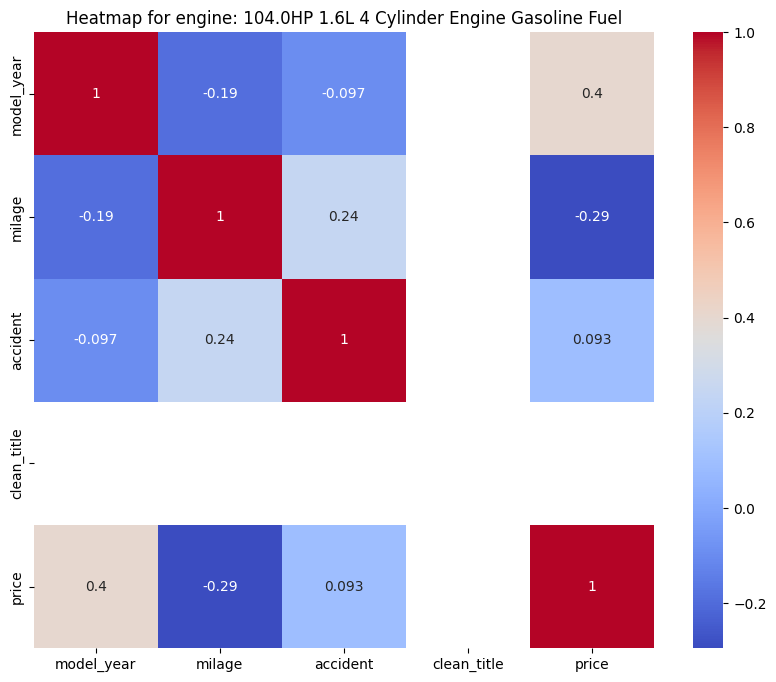 Heatmap for engine: 104.0HP 1.6L 4 Cylinder Engine Gasoline Fuel
model_year
1
-0.19
-0.097
0.4
milage
-0.19
1
0.24
-0.29
accident
-0.097
0.24
1
0.093
clean_title
price
0.4
-0.29
0.093
1
model_year
milage
accident
clean_title
price
1.0
0.8
0.6
0.4
0.2
0.0
−0.2